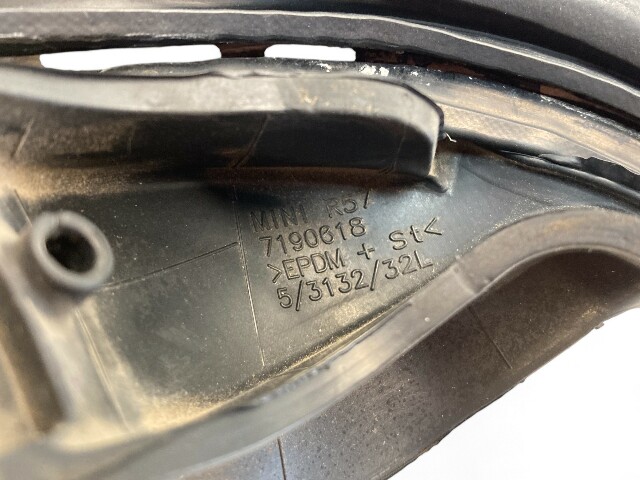 MINI R57
7190618
>EPDM + St<
5/3132/32L